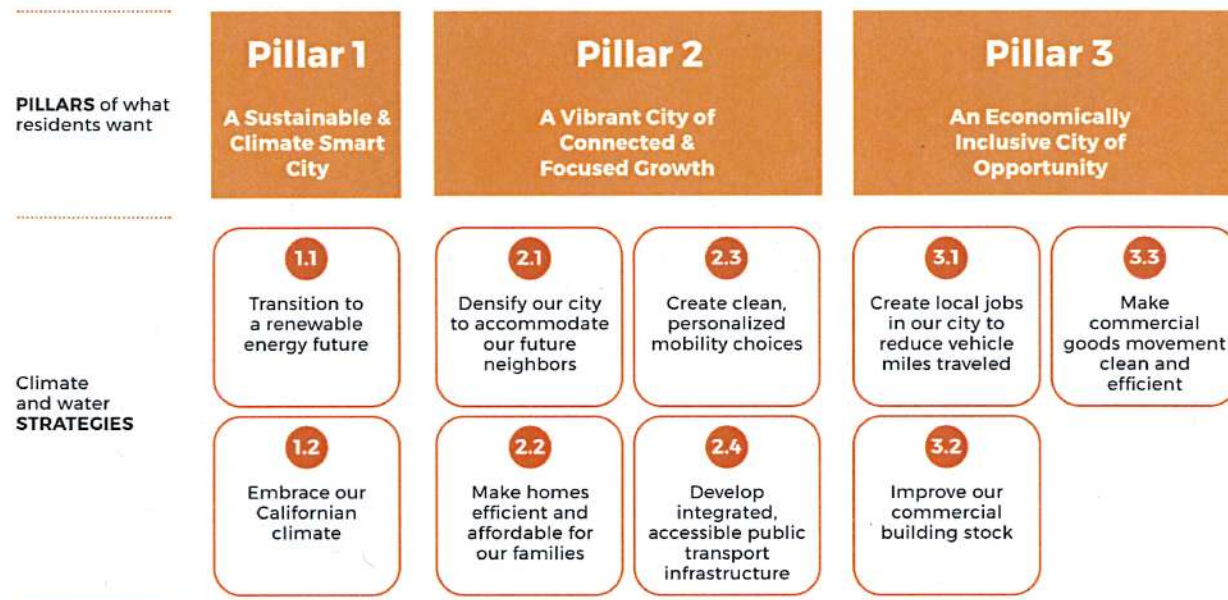 PILLARS of what
residents want
Pillar 1
A Sustainable &
Climate Smart
City
Pillar 2
A Vibrant City of
Connected &
Focused Growth
Pillar 3
An Economically
Inclusive City of
Opportunity
Climate
and water
STRATEGIES
1.1
Transition to
a renewable
energy future
1.2
Embrace our
Californian
climate
2.1
Densify our city
to accommodate
our future
neighbors
2.2
Make homes
efficient and
affordable for
our families
2.3
Create clean,
personalized
mobility choices
2.4
Develop
integrated,
accessible public
transport
infrastructure
3.1
Create local jobs
in our city to
reduce vehicle
miles traveled
3.2
Improve our
commercial
building stock
3.3
Make
commercial
goods movement
clean and
efficient